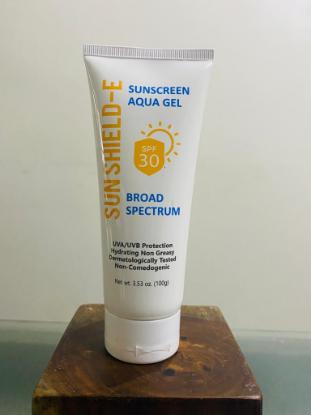 SUN SHIELD-E
SUNSCREEN
AQUA GEL
SPF
30
BROAD
SPECTRUM
UVA/UVB Protection
Hydrating Non Greasy
Dermatologically Tested
Non-Comedogenic
Net wt. 3.53 oz. (100g)